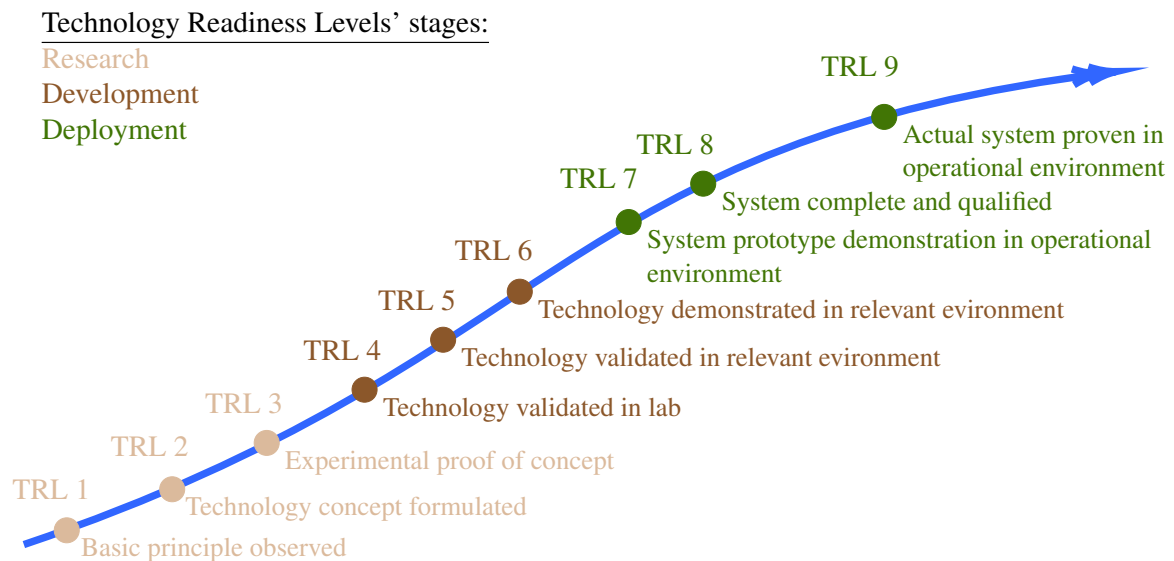 Technology Readiness Levels’ stages:
Research
Development
Deployment
TRL 9
Actual system proven in
operational environment
TRL 8
System complete and qualified
TRL 7
System prototype demonstration in operational
environment
TRL 6
Technology demonstrated in relevant evironment
TRL 5
Technology validated in relevant evironment
TRL 4
Technology validated in lab
TRL 3
Experimental proof of concept
TRL 2
Technology concept formulated
TRL 1
Basic principle observed